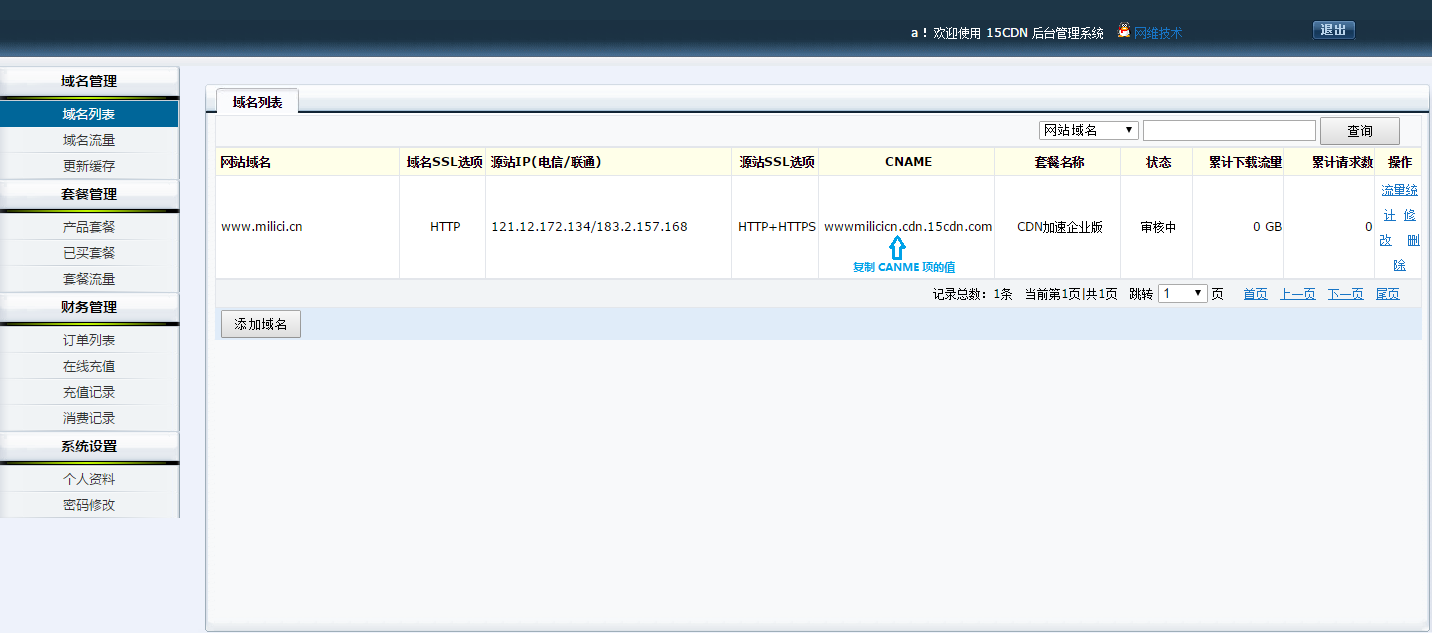 a！欢迎使用 15CDN 后台管理系统 网维技术 退出
域名管理
域名列表
域名流量
更新缓存
套餐管理
产品套餐
已买套餐
套餐流量
财务管理
订单列表
在线充值
充值记录
消费记录
系统设置
个人资料
密码修改
域名列表
网站域名 查询
网站域名 域名SSL选项 源站IP(电信/联通) 源站SSL选项 CNAME 套餐名称 状态 累计下载流量 累计请求数 操作
www.milici.cn HTTP 121.12.172.134/183.2.157.168 HTTP+HTTPS wwwmilicicn.cdn.15cdn.com CDN加速企业版 审核中 0 GB 0 流量统
计 修
改 删
除
复制 CANME 项的值
记录总数：1条 当前第1页|共1页 跳转 1 页 首页 上一页 下一页 尾页
添加域名